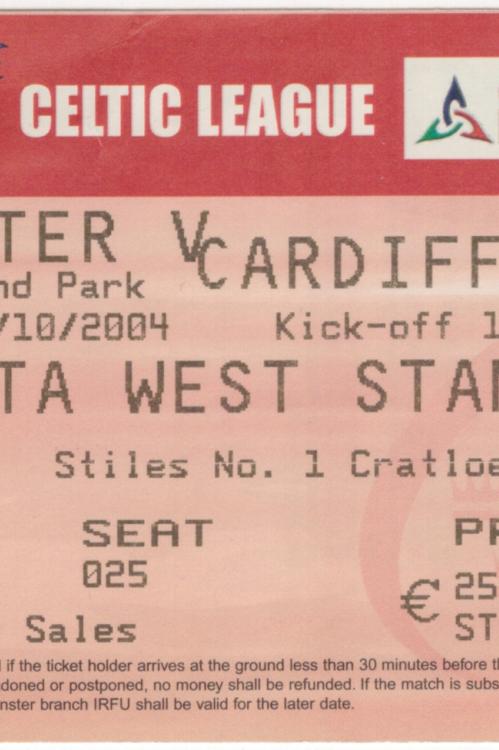 CELTIC LEAGUE
TER V CARDIFF
nd Park
/10/2004 Kick-off 1
TA WEST STA
Stiles No. 1 Cratloe
SEAT
025
€ 25
Sales ST
l if the ticket holder arrives at the ground less than 30 minutes before th
doned or postponed, no money shall be refunded. If the match is subs
nster branch IRFU shall be valid for the later date.